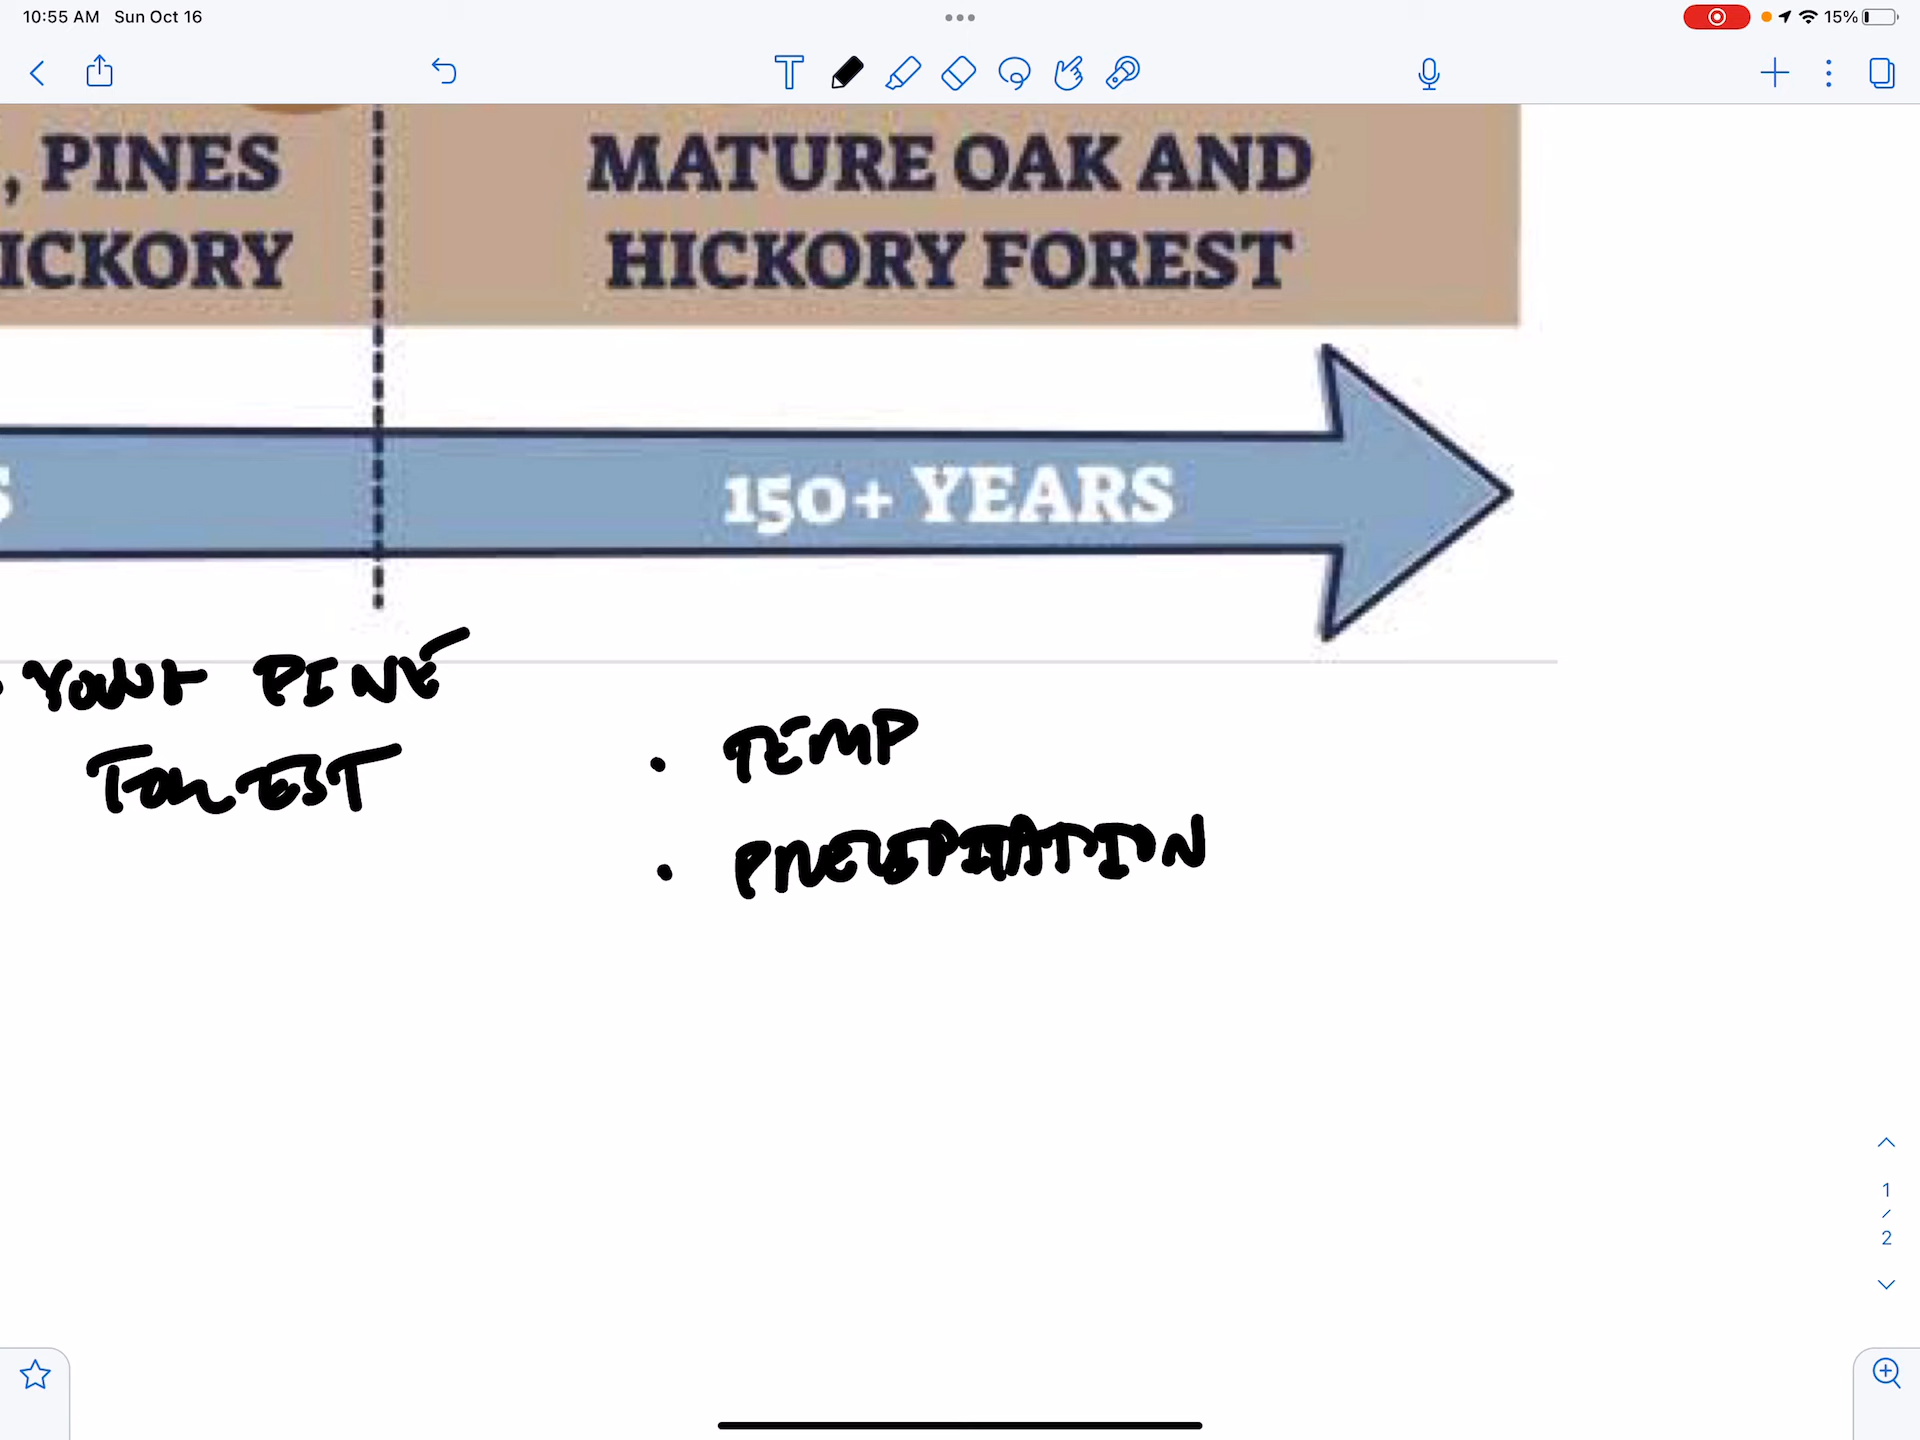 10:55 AM Sun Oct 16
15%
, PINES
ICKORY
MATURE OAK AND
HICKORY FOREST
S
150+ YEARS
PINE
FOREST
• TEMP
• PRECIPITATION
1
/
2